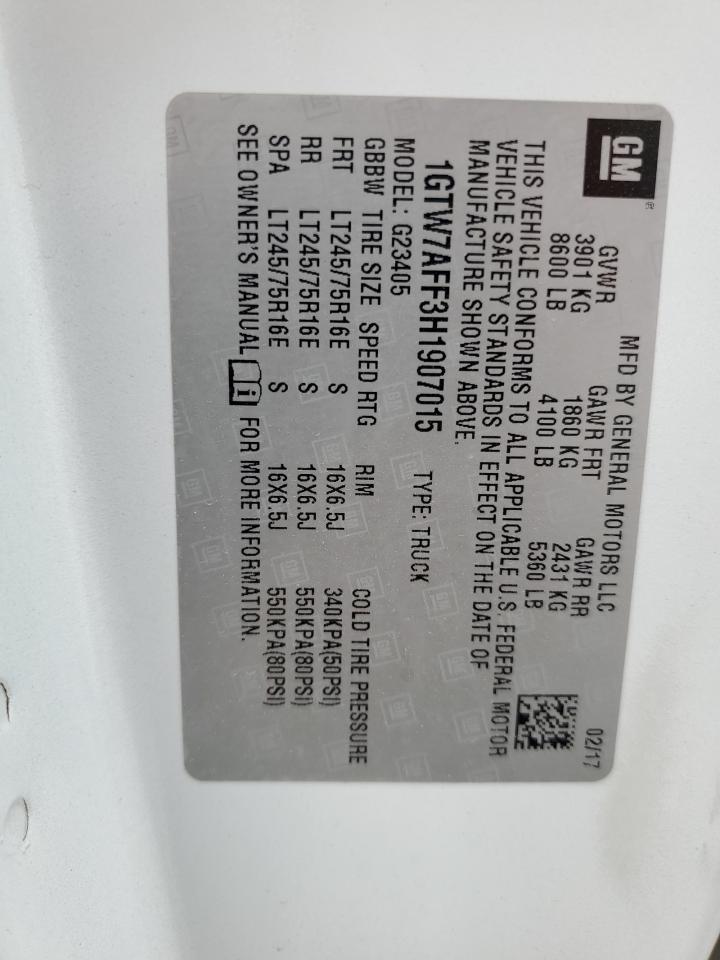 GM
MFD BY GENERAL MOTORS LLC 02/17
GVWR GAWR FRT GAWR RR
3901 KG 1860 KG 2431 KG
8600 LB 4100 LB 5360 LB
THIS VEHICLE CONFORMS TO ALL APPLICABLE U.S. FEDERAL MOTOR
VEHICLE SAFETY STANDARDS IN EFFECT ON THE DATE OF
MANUFACTURE SHOWN ABOVE.
1GTW7AFF3H1907015 TYPE: TRUCK
MODEL: G23405
GBBW TIRE SIZE SPEED RTG RIM COLD TIRE PRESSURE
FRT LT245/75R16E S 16X6.5J 340KPA(50PSI)
RR LT245/75R16E S 16X6.5J 550KPA(80PSI)
SPA LT245/75R16E S 16X6.5J 550KPA(80PSI)
SEE OWNER'S MANUAL i FOR MORE INFORMATION.